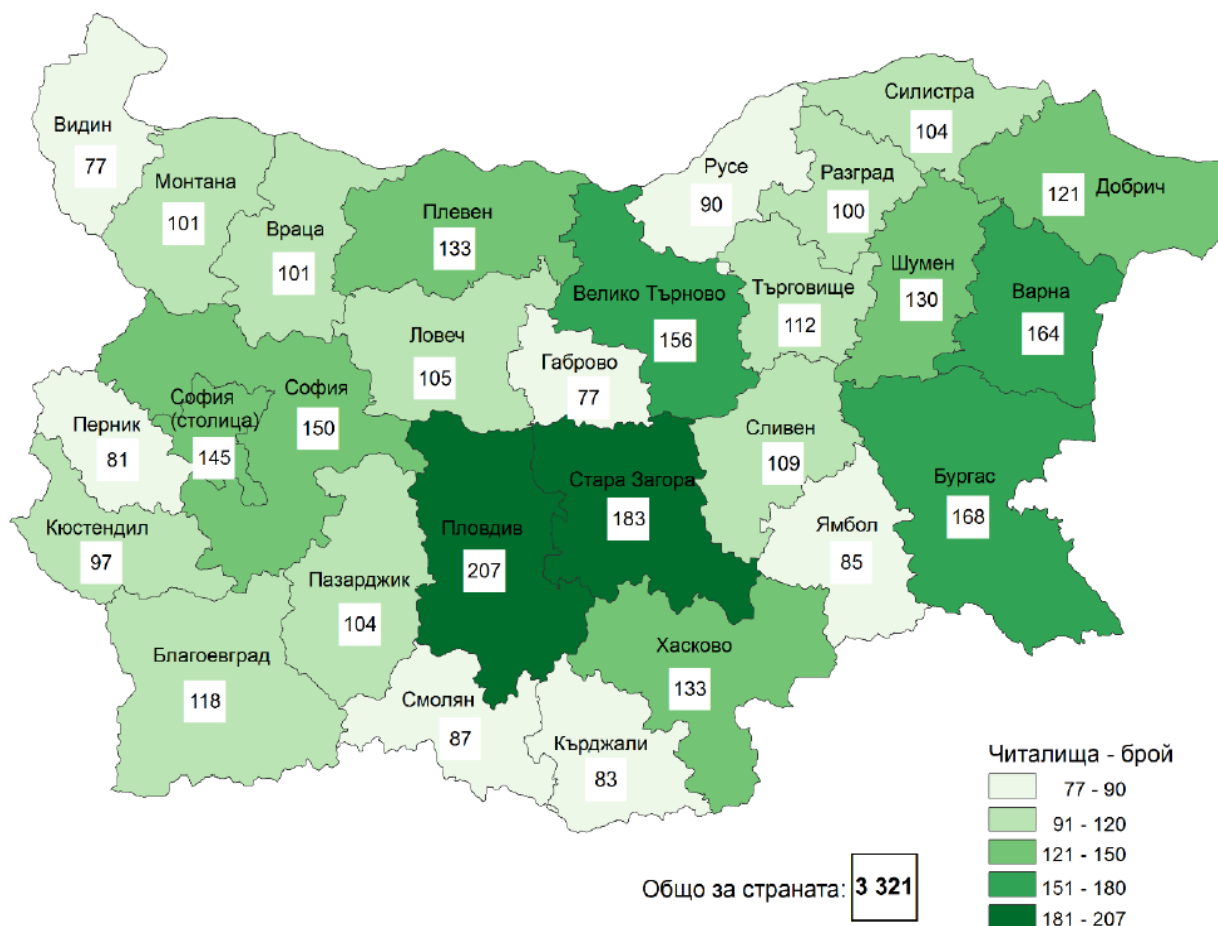 Видин
77
Монтана
101
Враца
101
Плевен
133
Велико Търново
156
Русе
90
Силистра
104
Разград
100
Добрич
121
Търговище
112
Шумен
130
Варна
164
Ловеч
105
Габрово
77
София
(столица)
145
София
150
Перник
81
Кюстендил
97
Сливен
109
Бургас
168
Стара Загора
183
Пловдив
207
Ямбол
85
Пазарджик
104
Благоевград
118
Хасково
133
Смолян
87
Кърджали
83
Читалища - брой
77 - 90
91 - 120
121 - 150
151 - 180
181 - 207
Общо за страната: 3 321